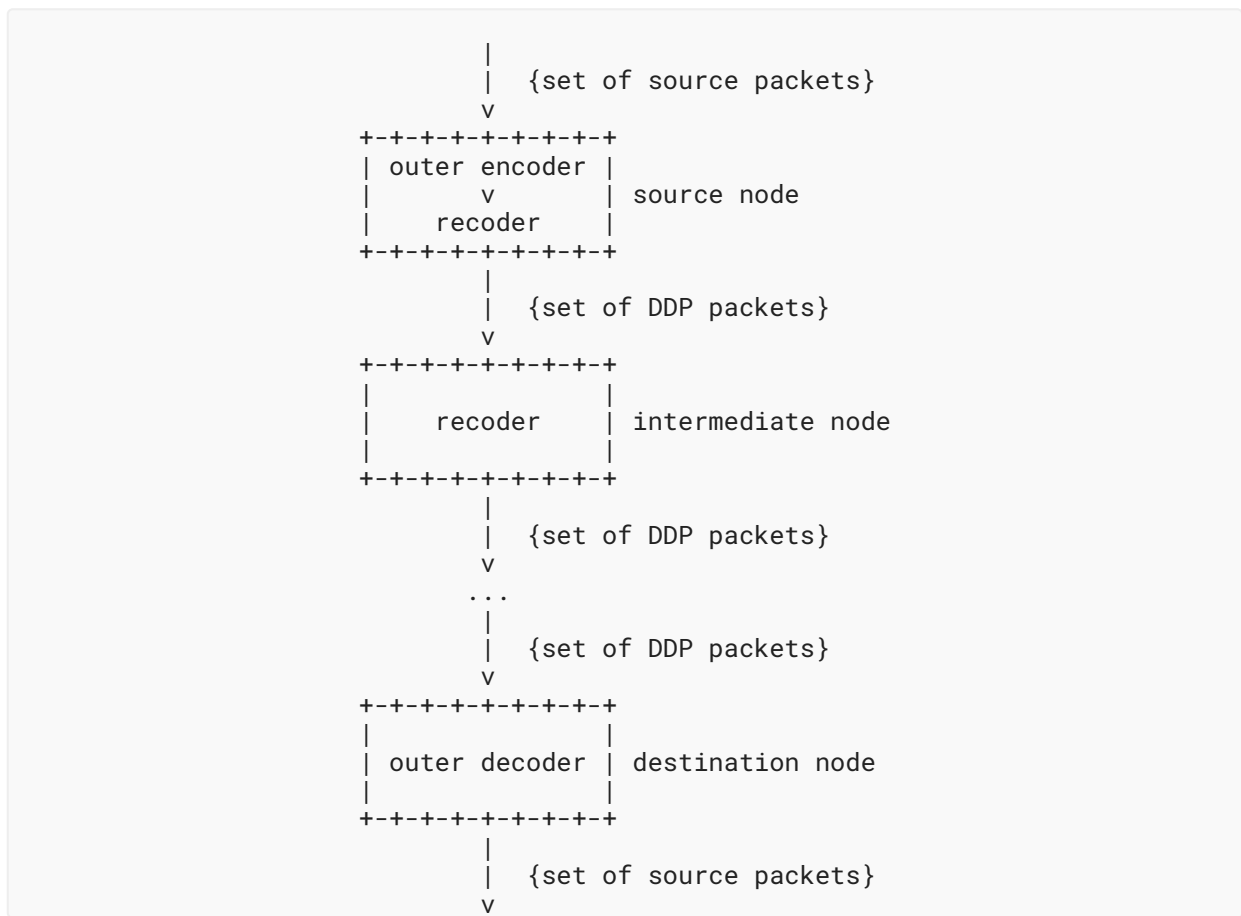 |
| {set of source packets}
v
+-+-+-+-+-+-+-+-+
| outer encoder |
| v | source node
| recoder |
+-+-+-+-+-+-+-+-+
|
| {set of DDP packets}
v
+-+-+-+-+-+-+-+-+
| |
| recoder | intermediate node
| |
+-+-+-+-+-+-+-+-+
|
| {set of DDP packets}
v
...
|
| {set of DDP packets}
v
+-+-+-+-+-+-+-+-+
| |
| outer decoder | destination node
| |
+-+-+-+-+-+-+-+-+
|
| {set of source packets}
v